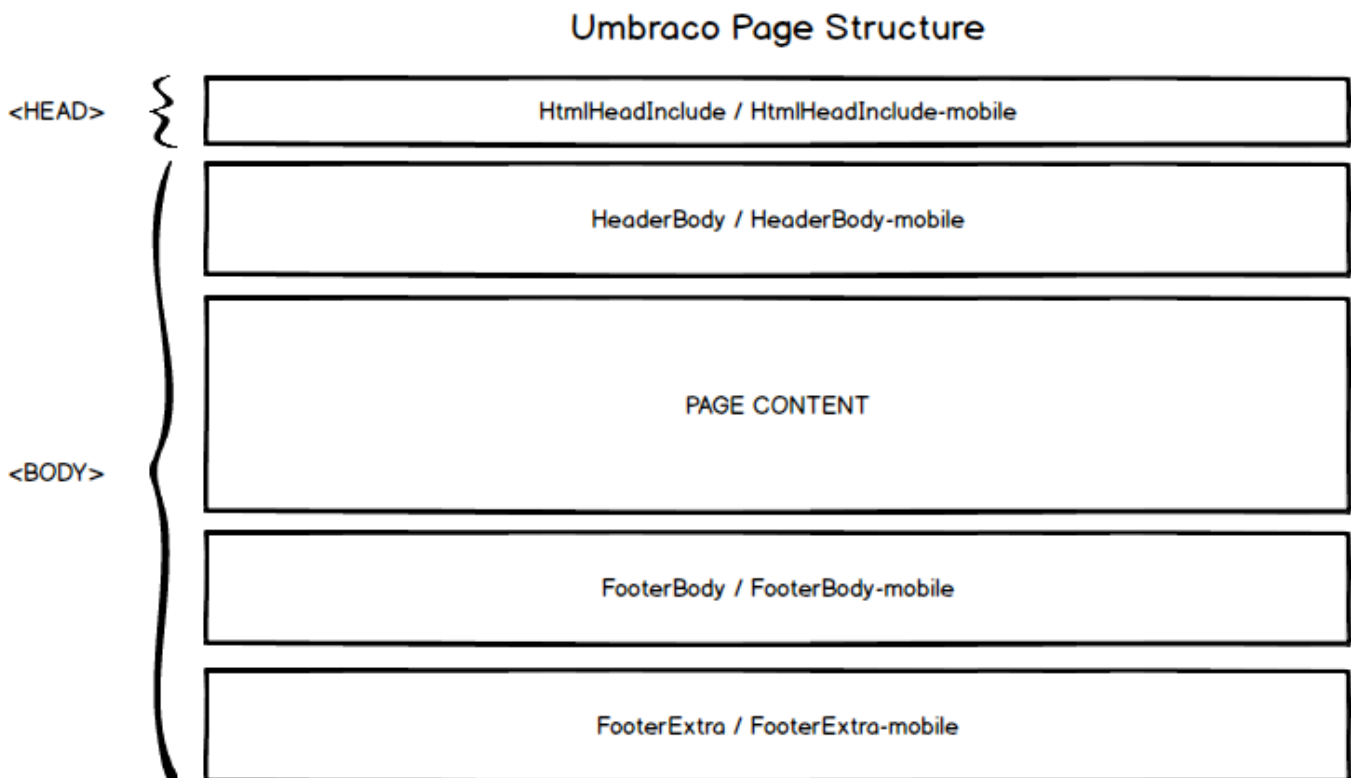 Umbraco Page Structure
<HEAD>
HtmlHeadInclude / HtmlHeadInclude-mobile
HeaderBody / HeaderBody-mobile
PAGE CONTENT
<BODY>
FooterBody / FooterBody-mobile
FooterExtra / FooterExtra-mobile